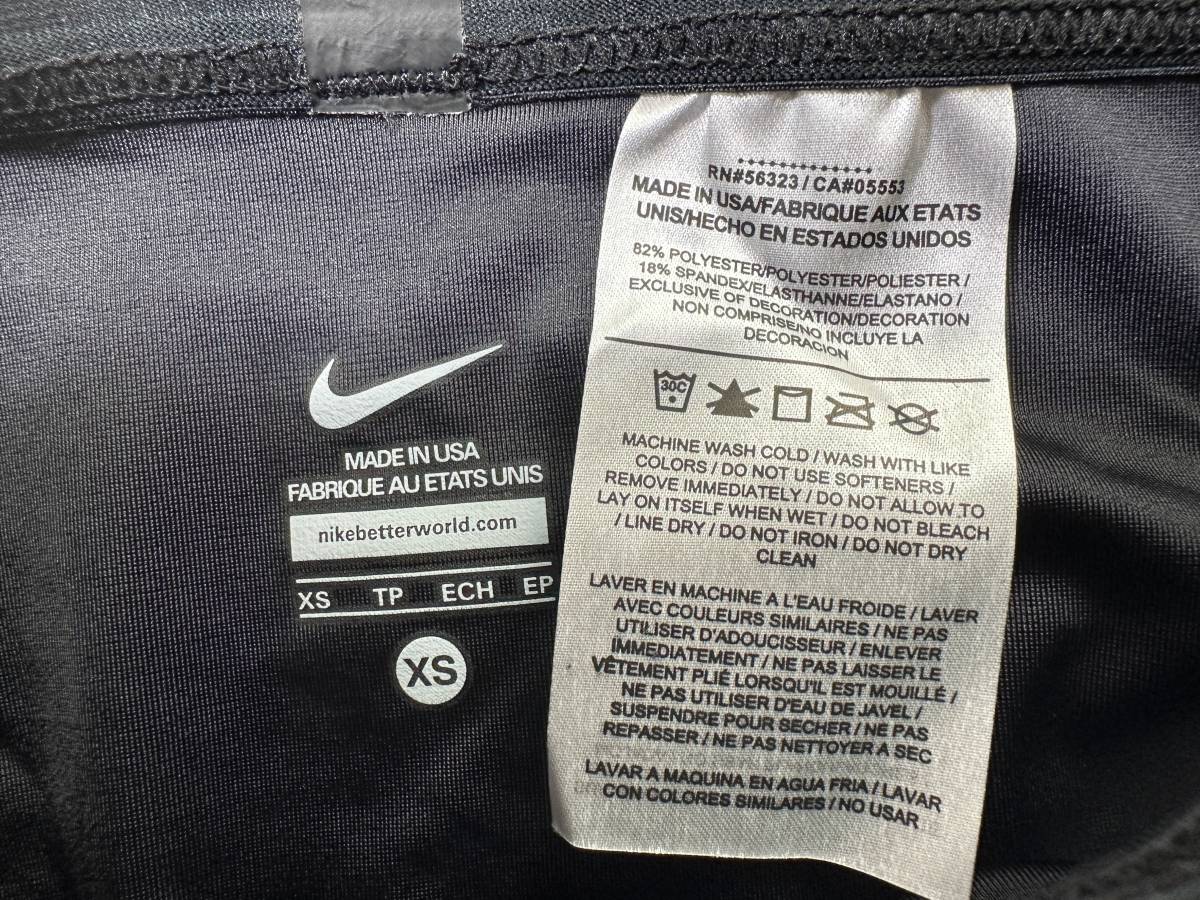 MADE IN USA
FABRIQUE AU ETATS UNIS
nikebetterworld.com
XS TP ECH EP
XS
RN#56323 / CA#05553
MADE IN USA/FABRIQUE AUX ETATS
UNIS/HECHO EN ESTADOS UNIDOS
82% POLYESTER/POLYESTER/POLIESTER /
18% SPANDEX/ELASTHANNE/ELASTANO /
EXCLUSIVE OF DECORATION/DECORATION
NON COMPRISE/NO INCLUYE LA
DECORACION
30C
MACHINE WASH COLD / WASH WITH LIKE
COLORS / DO NOT USE SOFTENERS /
REMOVE IMMEDIATELY / DO NOT ALLOW TO
LAY ON ITSELF WHEN WET / DO NOT BLEACH
/ LINE DRY / DO NOT IRON / DO NOT DRY
CLEAN
LAVER EN MACHINE A L'EAU FROIDE / LAVER
AVEC COULEURS SIMILAIRES / NE PAS
UTILISER D'ADOUCISSEUR / ENLEVER
IMMEDIATEMENT / NE PAS LAISSER LE
VÊTEMENT PLIÉ LORSQU'IL EST MOUILLÉ /
NE PAS UTILISER D'EAU DE JAVEL /
SUSPENDRE POUR SECHER / NE PAS
REPASSER / NE PAS NETTOYER A SEC
LAVAR A MAQUINA EN AGUA FRIA / LAVAR
CON COLORES SIMILARES / NO USAR